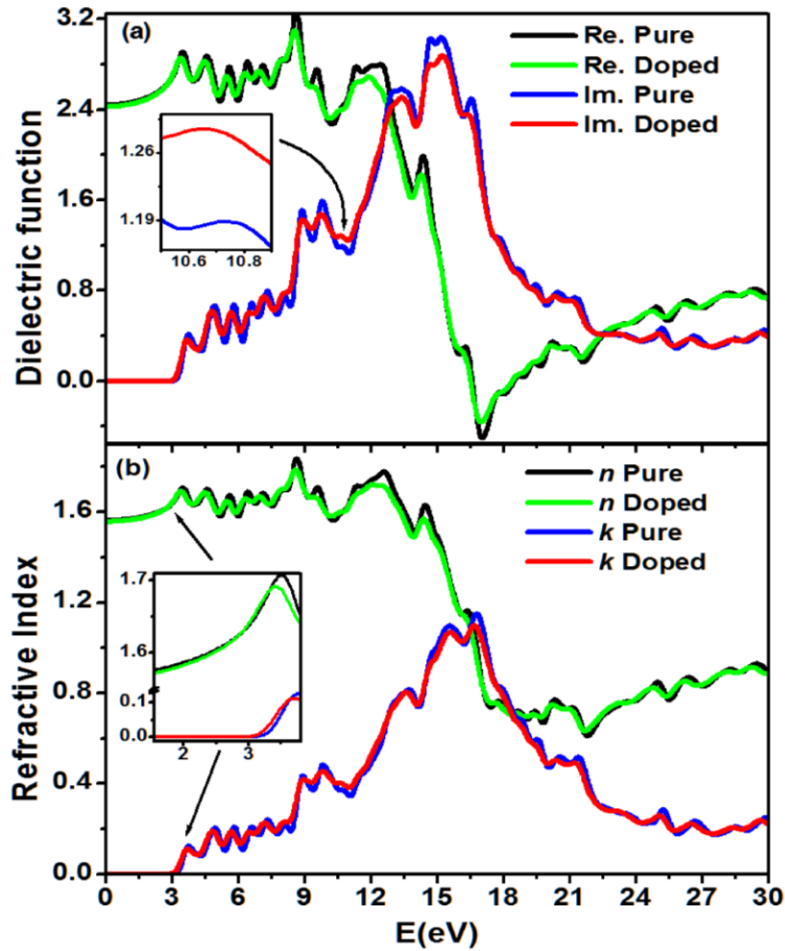 (a)
Re. Pure
Re. Doped
Im. Pure
Im. Doped
3.2
2.4
1.6
0.8
0.0
Dielectric function
1.26
1.19
10.6 10.8
(b)
n Pure
n Doped
k Pure
k Doped
1.6
1.2
0.8
0.4
0.0
Refractive Index
1.7
1.6
0.1
0.0
2 3
0 3 6 9 12 15 18 21 24 27 30
E(eV)